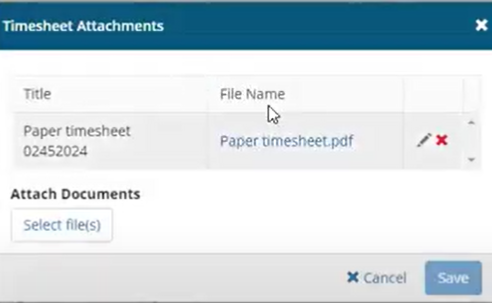 Timesheet Attachments
Title File Name
Paper timesheet
02452024
Paper timesheet.pdf
Attach Documents
Select file(s)
Cancel Save